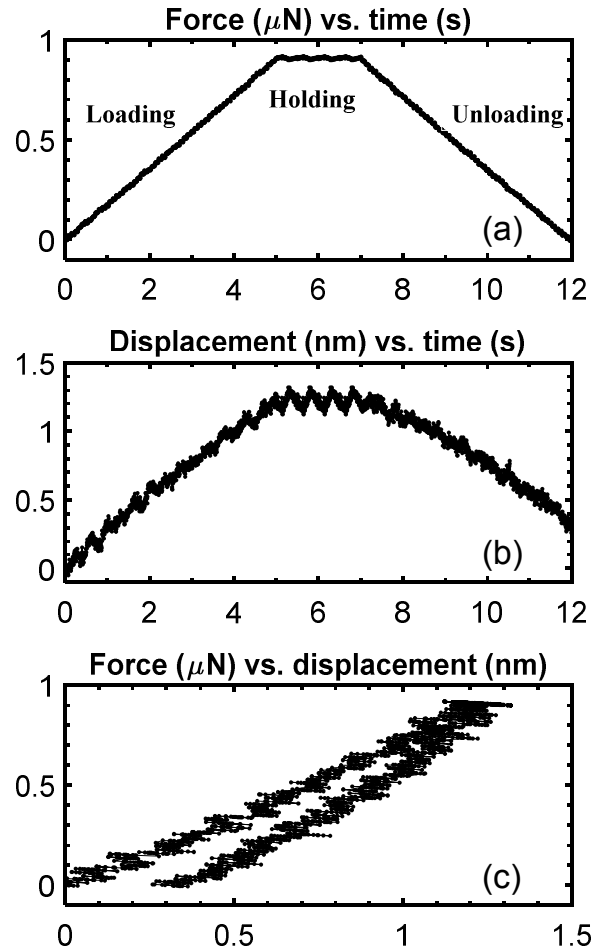 Force (μN) vs. time (s)
1
Loading
Holding
Unloading
0.5
0
(a)
0 2 4 6 8 10 12
Displacement (nm) vs. time (s)
1.5
1
0.5
0
(b)
0 2 4 6 8 10 12
Force (μN) vs. displacement (nm)
1
0.5
0
(c)
0 0.5 1 1.5